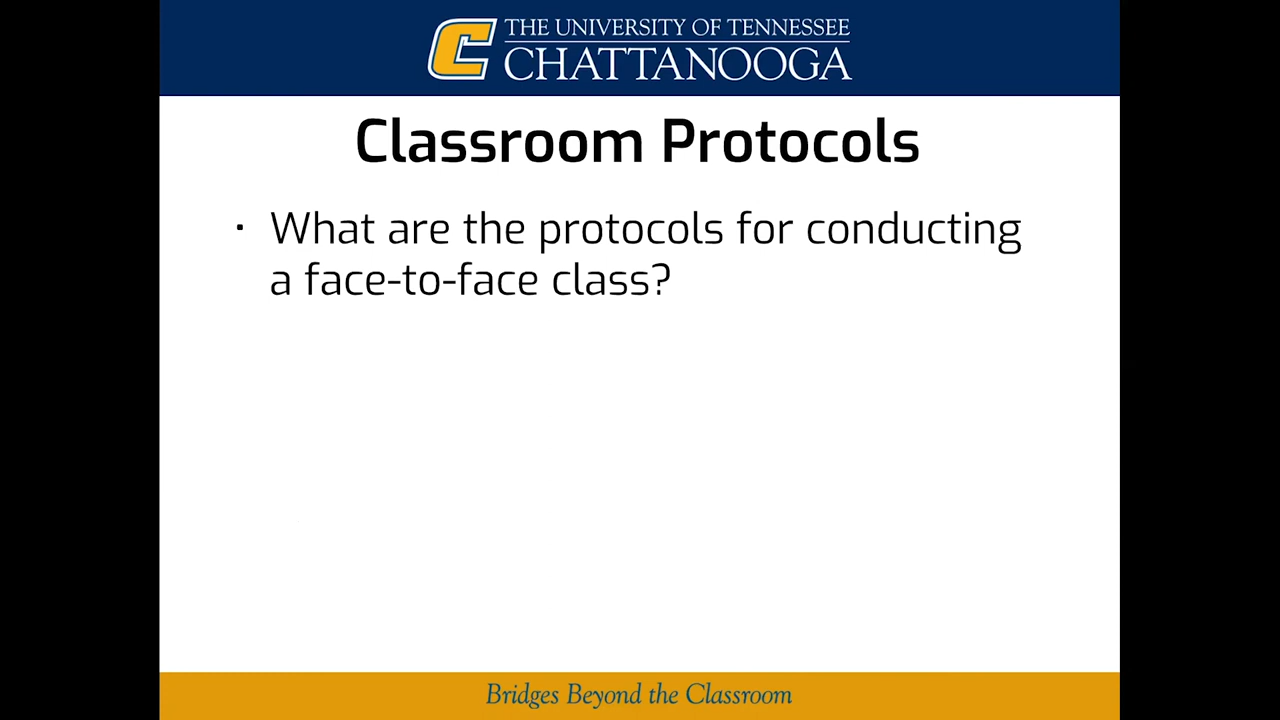 THE UNIVERSITY OF TENNESSEE
CHATTANOOGA
Classroom Protocols
· What are the protocols for conducting
a face-to-face class?
Bridges Beyond the Classroom